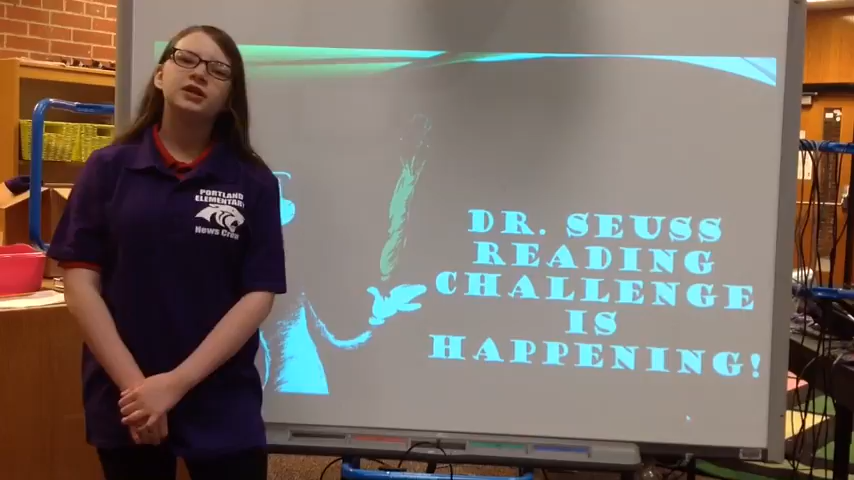 PORTLAND
ELEMENTARY
News Crew
DR. SEUSS
READING
CHALLENGE
IS
HAPPENING!